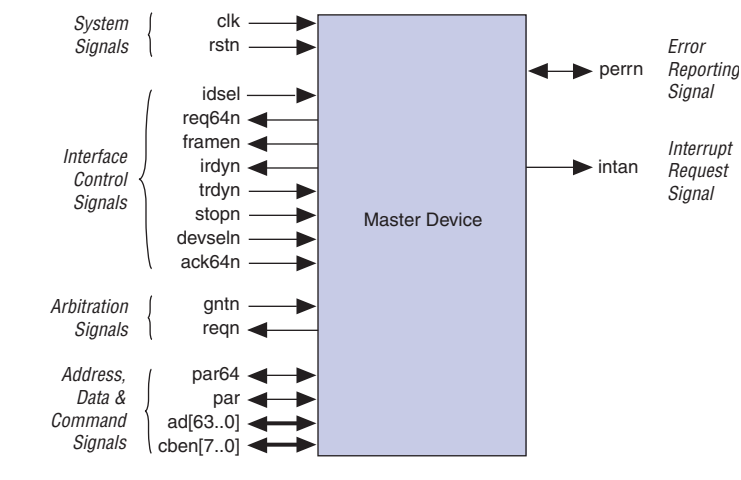 System
Signals
clk
rstn
Interface
Control
Signals
idsel
req64n
framen
irdyn
trdyn
stopn
devseln
ack64n
Arbitration
Signals
gntn
reqn
Address,
Data &
Command
Signals
par64
par
ad[63..0]
cben[7..0]
Master Device
perrn
Error
Reporting
Signal
intan
Interrupt
Request
Signal